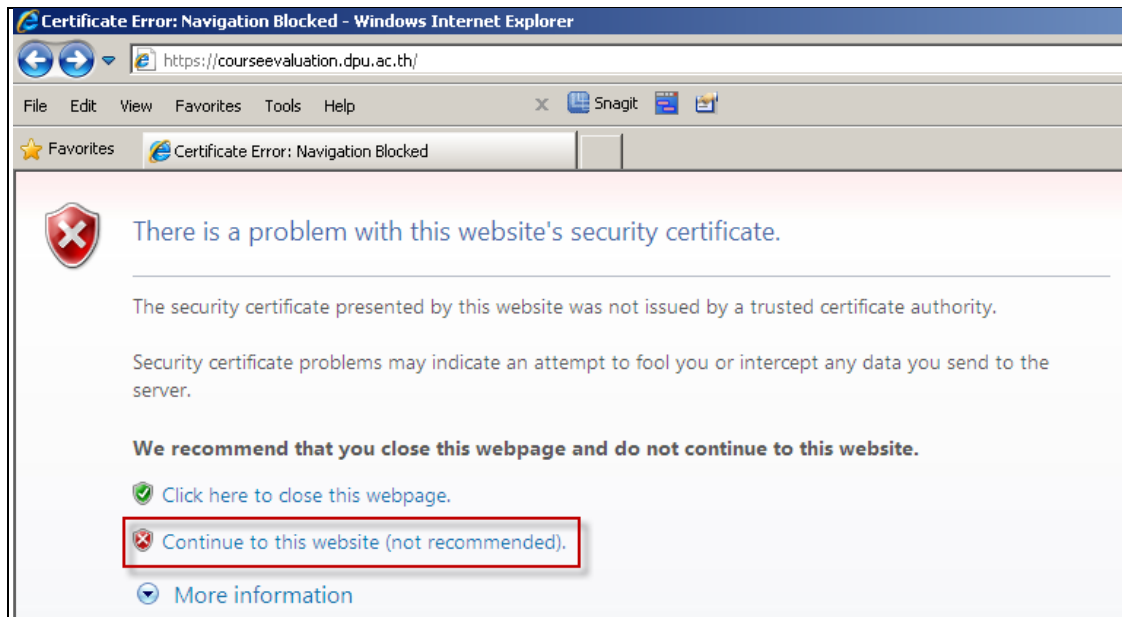 Certificate Error: Navigation Blocked - Windows Internet Explorer
https://courseevaluation.dpu.ac.th/
File Edit View Favorites Tools Help x Snagit
Favorites Certificate Error: Navigation Blocked
There is a problem with this website's security certificate.
The security certificate presented by this website was not issued by a trusted certificate authority.
Security certificate problems may indicate an attempt to fool you or intercept any data you send to the
server.
We recommend that you close this webpage and do not continue to this website.
Click here to close this webpage.
Continue to this website (not recommended).
More information